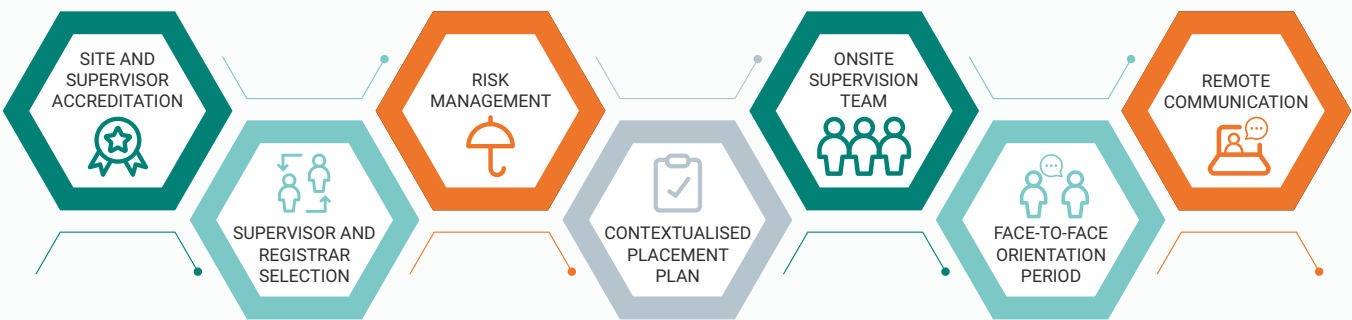 SITE AND
SUPERVISOR
ACCREDITATION
SUPERVISOR AND
REGISTRAR
SELECTION
RISK
MANAGEMENT
CONTEXTUALISED
PLACEMENT
PLAN
ONSITE
SUPERVISION
TEAM
FACE-TO-FACE
ORIENTATION
PERIOD
REMOTE
COMMUNICATION